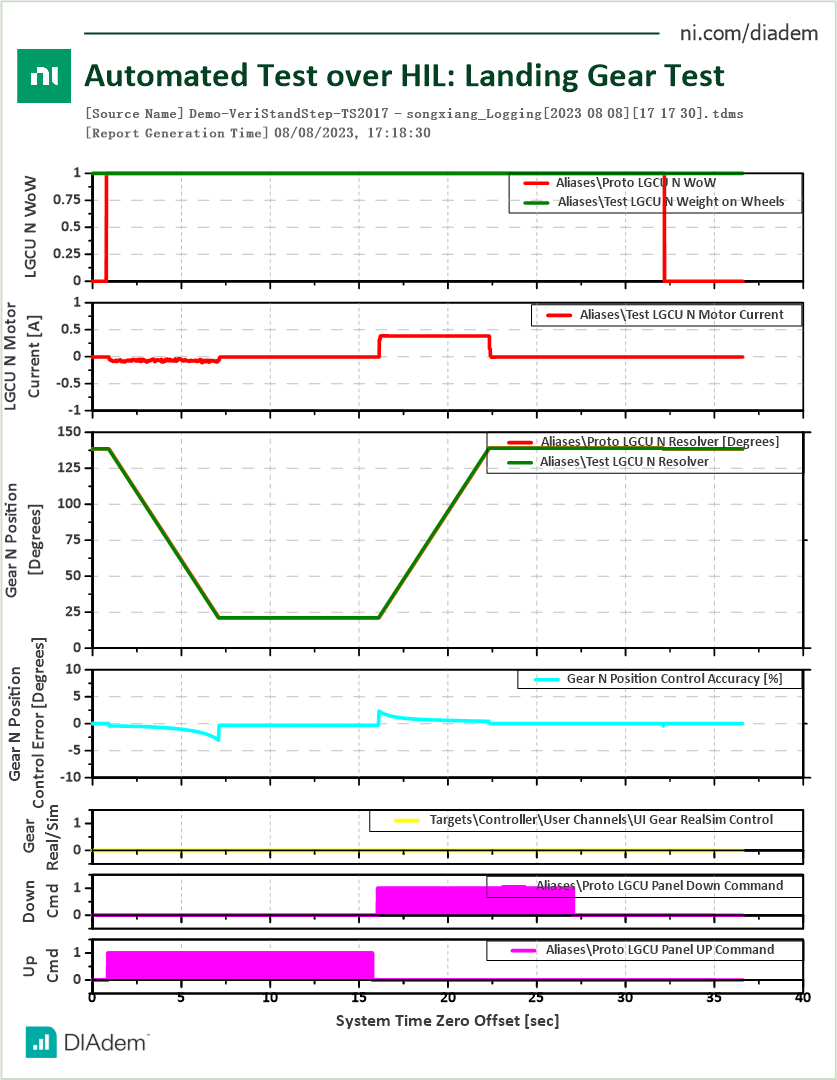 ni.com/diadem
ni
Automated Test over HIL: Landing Gear Test
[Source Name] Demo-VeriStandStep-TS2017 - songxiang_Logging[2023 08 08][17 17 30].tdms
[Report Generation Time] 08/08/2023, 17:18:30
LGCU N WoW
1
0.75
0.5
0.25
0
Aliases\Proto LGCU N WoW
Aliases\Test LGCU N Weight on Wheels
LGCU N Motor
Current [A]
1
0.5
0
-0.5
-1
Aliases\Test LGCU N Motor Current
Gear N Position
[Degrees]
150
125
100
75
50
25
0
Aliases\Proto LGCU N Resolver [Degrees]
Aliases\Test LGCU N Resolver
Gear N Position
Control Error [Degrees]
10
5
0
-5
-10
Gear N Position Control Accuracy [%]
Gear
Real/Sim
1
0
Targets\Controller\User Channels\UI Gear RealSim Control
Down
Cmd
1
0
Aliases\Proto LGCU Panel Down Command
Up
Cmd
1
0
Aliases\Proto LGCU Panel UP Command
0 5 10 15 20 25 30 35 40
System Time Zero Offset [sec]
DIAdem™